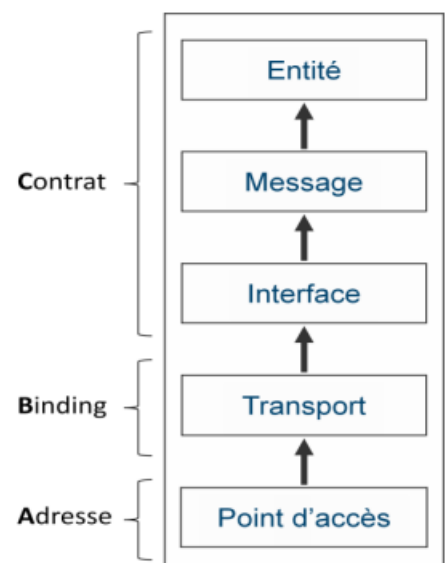 Entité
Contrat
Message
Interface
Binding
Transport
Adresse
Point d'accès